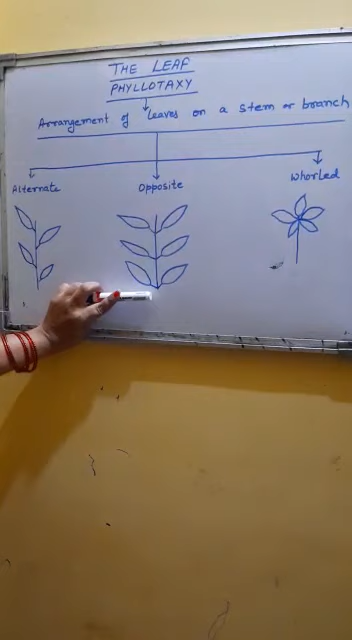 THE LEAF
PHYLLOTAXY
Arrangement of leaves on a stem or branch
Alternate
Opposite
Whorled